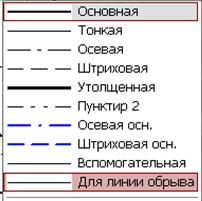 Основная
Тонкая
Осевая
Штриховая
Утолщенная
Пунктир 2
Осевая осн.
Штриховая осн.
Вспомогательная
Для линии обрыва